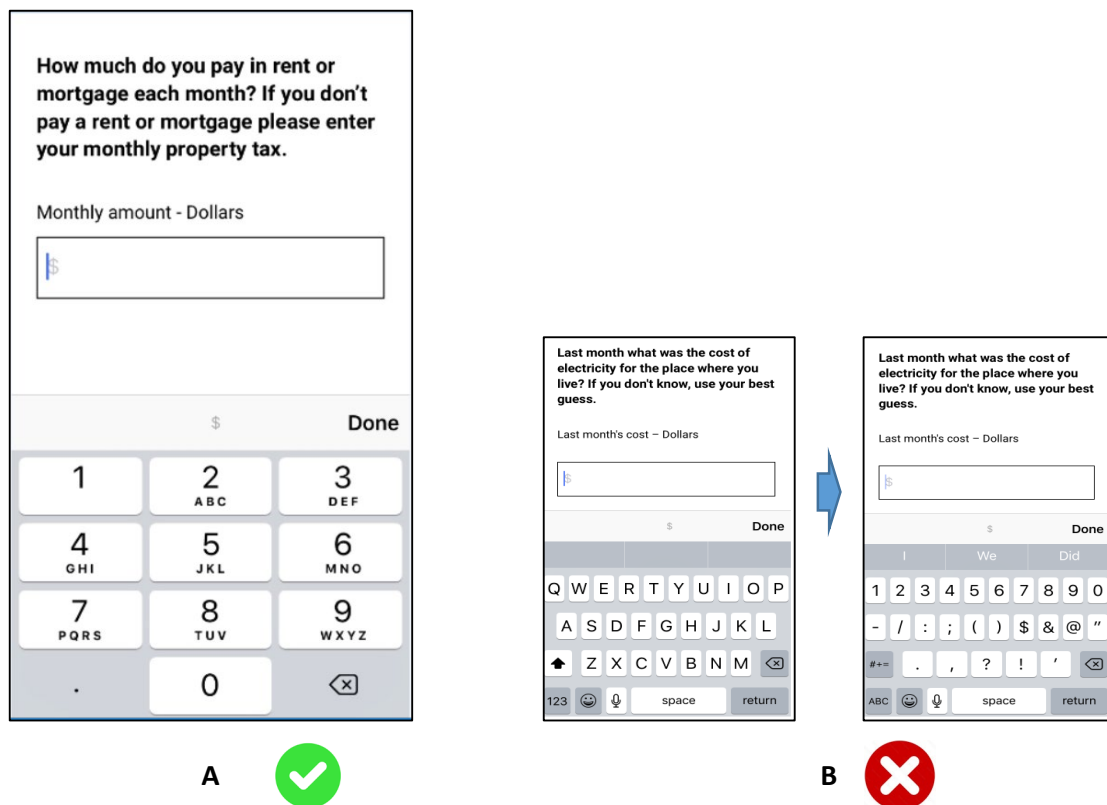 How much do you pay in rent or
mortgage each month? If you don’t
pay a rent or mortgage please enter
your monthly property tax.
Monthly amount - Dollars
$
$ Done
1 2 3
ABC DEF
4 5 6
GHI JKL MNO
7 8 9
PQRS TUV WXYZ
. 0
A
Last month what was the cost of
electricity for the place where you
live? If you don't know, use your best
guess.
Last month's cost – Dollars
$
$ Done
Q W E R T Y U I O P
A S D F G H J K L
Z X C V B N M
123 space return
Last month what was the cost of
electricity for the place where you
live? If you don't know, use your best
guess.
Last month's cost – Dollars
$
$ Done
I We Did
1 2 3 4 5 6 7 8 9 0
- / : ; ( ) $ & @ "
#+= . , ? ! '
ABC space return
B